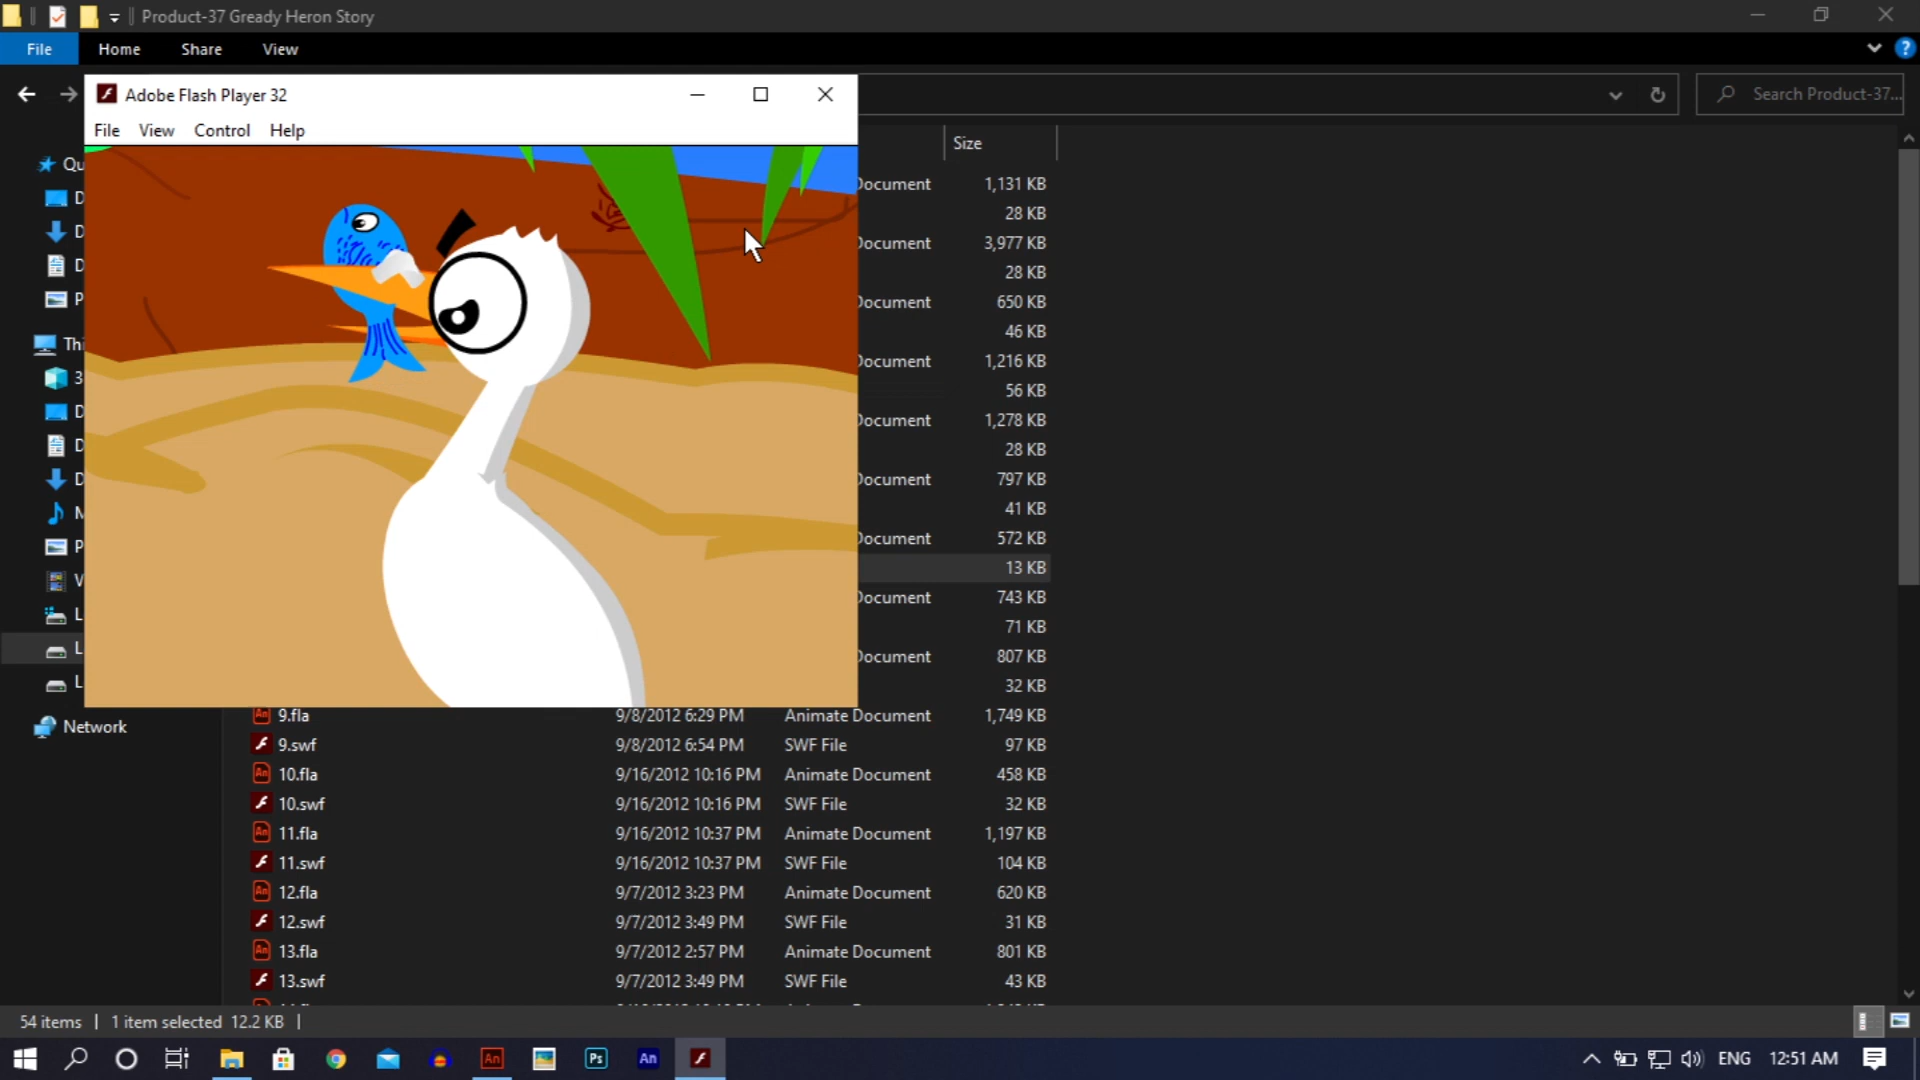 Product-37 Gready Heron Story
File Home Share View
Adobe Flash Player 32
Search Product-37...
File View Control Help
Size
Qu
D
D
D
P
Thi
3
D
D
D
M
P
V
L
L
L
Network
Document 1,131 KB
28 KB
Document 3,977 KB
28 KB
Document 650 KB
46 KB
Document 1,216 KB
56 KB
Document 1,278 KB
28 KB
Document 797 KB
41 KB
Document 572 KB
13 KB
Document 743 KB
71 KB
Document 807 KB
32 KB
9.fla 9/8/2012 6:29 PM Animate Document 1,749 KB
9.swf 9/8/2012 6:54 PM SWF File 97 KB
10.fla 9/16/2012 10:16 PM Animate Document 458 KB
10.swf 9/16/2012 10:16 PM SWF File 32 KB
11.fla 9/16/2012 10:37 PM Animate Document 1,197 KB
11.swf 9/16/2012 10:37 PM SWF File 104 KB
12.fla 9/7/2012 3:23 PM Animate Document 620 KB
12.swf 9/7/2012 3:49 PM SWF File 31 KB
13.fla 9/7/2012 2:57 PM Animate Document 801 KB
13.swf 9/7/2012 3:49 PM SWF File 43 KB
54 items 1 item selected 12.2 KB
An Ps An ENG 12:51 AM